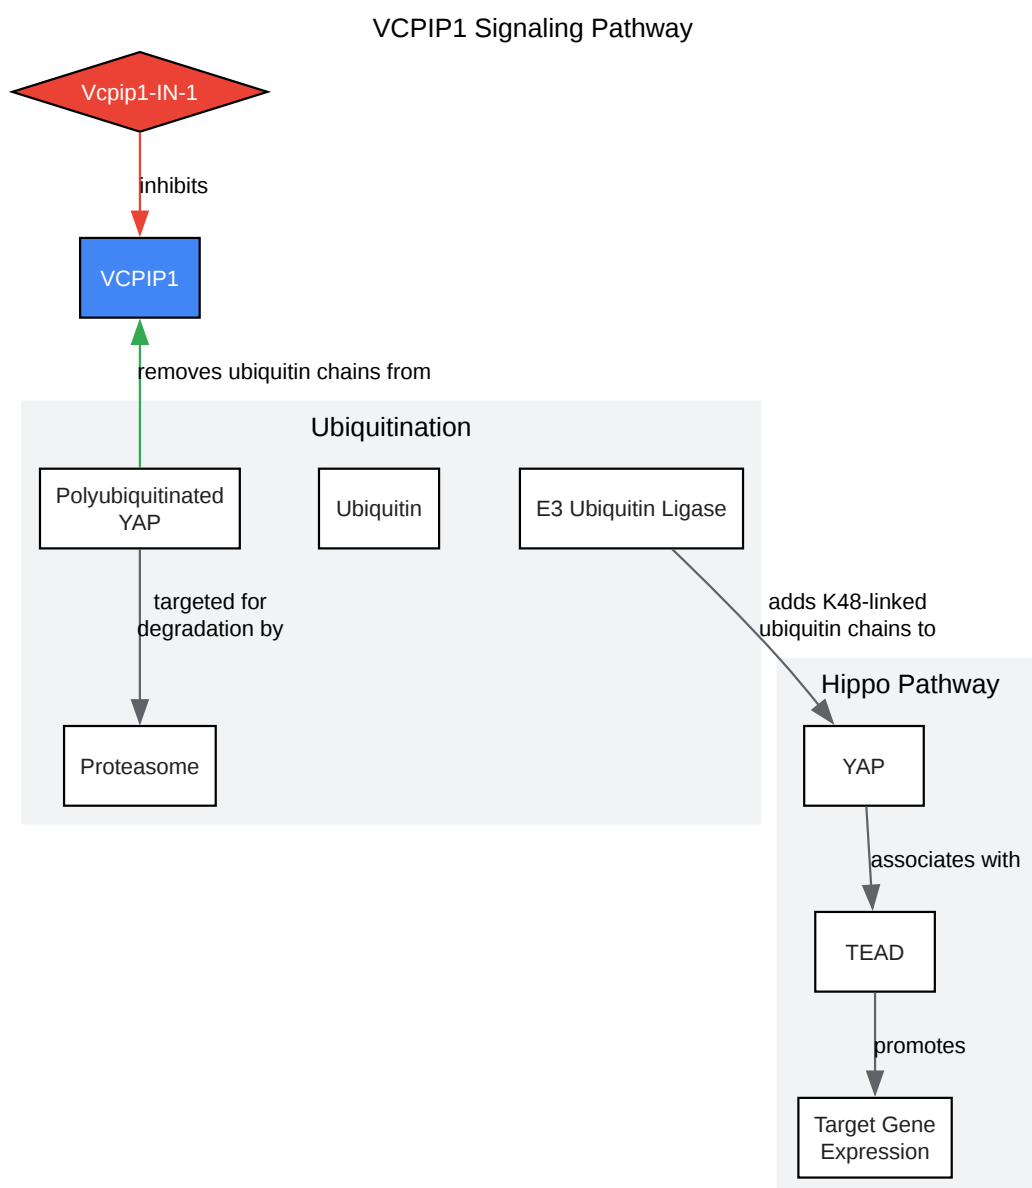 VCPIP1 Signaling Pathway
Vcpip1-IN-1
inhibits
VCPIP1
removes ubiquitin chains from
Ubiquitination
Polyubiquitinated
YAP
Ubiquitin
E3 Ubiquitin Ligase
targeted for
degradation by
adds K48-linked
ubiquitin chains to
Hippo Pathway
Proteasome
YAP
associates with
TEAD
promotes
Target Gene
Expression